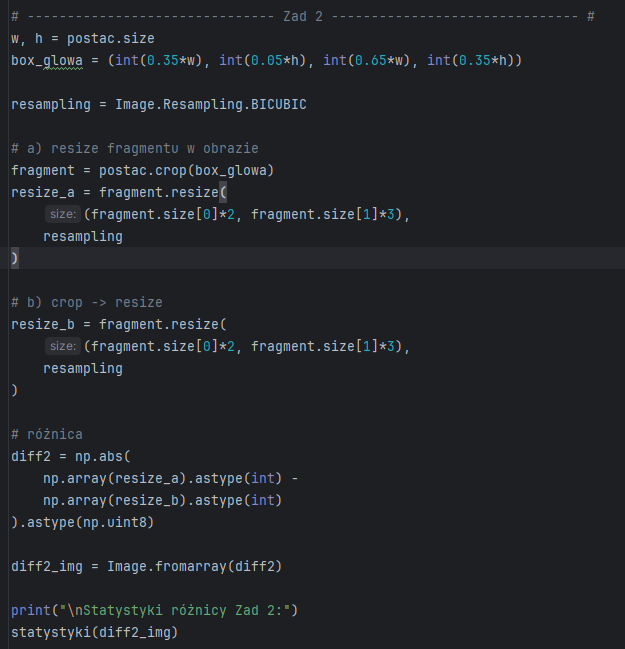 # ------------------------------- Zad 2 ------------------------------- #
w, h = postac.size
box_glowa = (int(0.35*w), int(0.05*h), int(0.65*w), int(0.35*h))
resampling = Image.Resampling.BICUBIC
# a) resize fragmentu w obrazie
fragment = postac.crop(box_glowa)
resize_a = fragment.resize(
    size: (fragment.size[0]*2, fragment.size[1]*3),
    resampling
)
# b) crop -> resize
resize_b = fragment.resize(
    size: (fragment.size[0]*2, fragment.size[1]*3),
    resampling
)
# różnica
diff2 = np.abs(
    np.array(resize_a).astype(int) -
    np.array(resize_b).astype(int)
).astype(np.uint8)
diff2_img = Image.fromarray(diff2)
print("\nStatystyki różnicy Zad 2:")
statystyki(diff2_img)